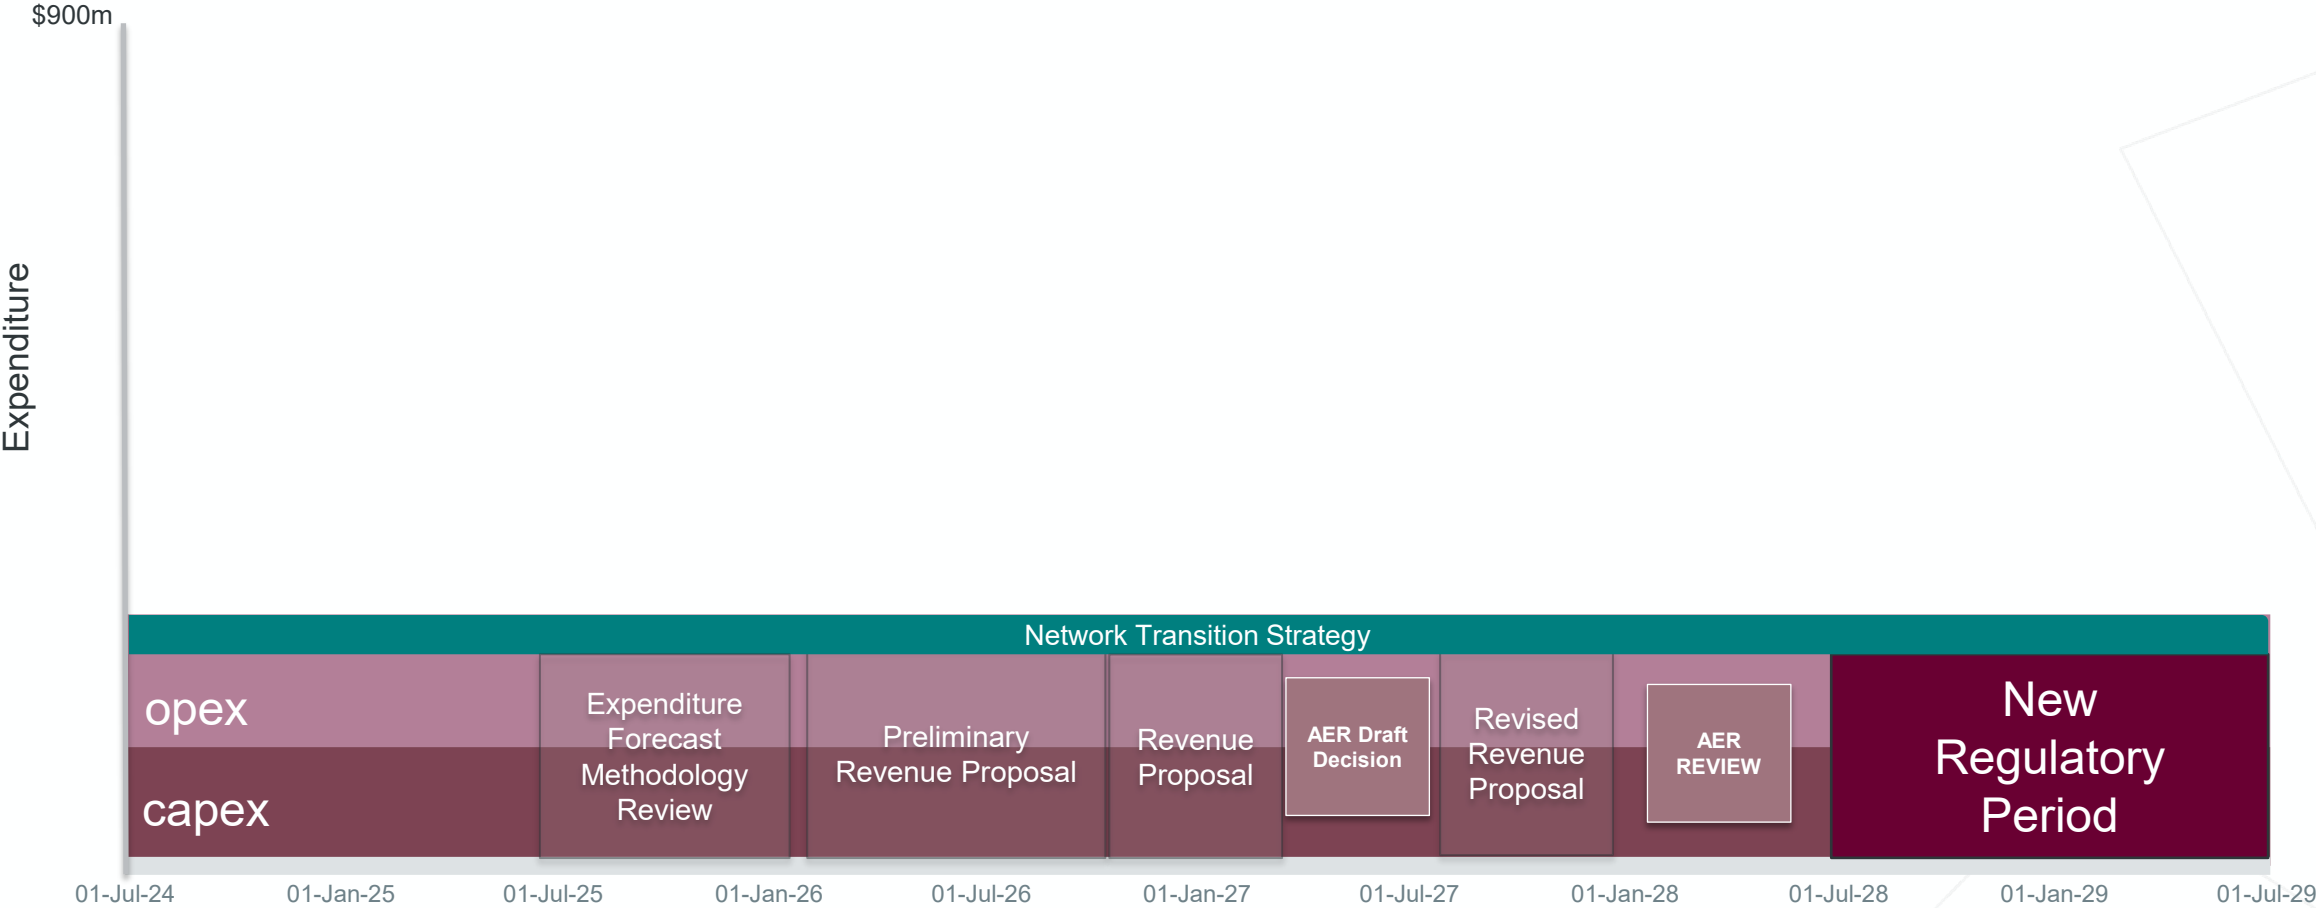 $900m
Expenditure
Network Transition Strategy
opex
capex
Expenditure
Forecast
Methodology
Review
Preliminary
Revenue Proposal
Revenue
Proposal
AER Draft
Decision
Revised
Revenue
Proposal
AER
REVIEW
New
Regulatory
Period
01-Jul-24
01-Jan-25
01-Jul-25
01-Jan-26
01-Jul-26
01-Jan-27
01-Jul-27
01-Jan-28
01-Jul-28
01-Jan-29
01-Jul-29